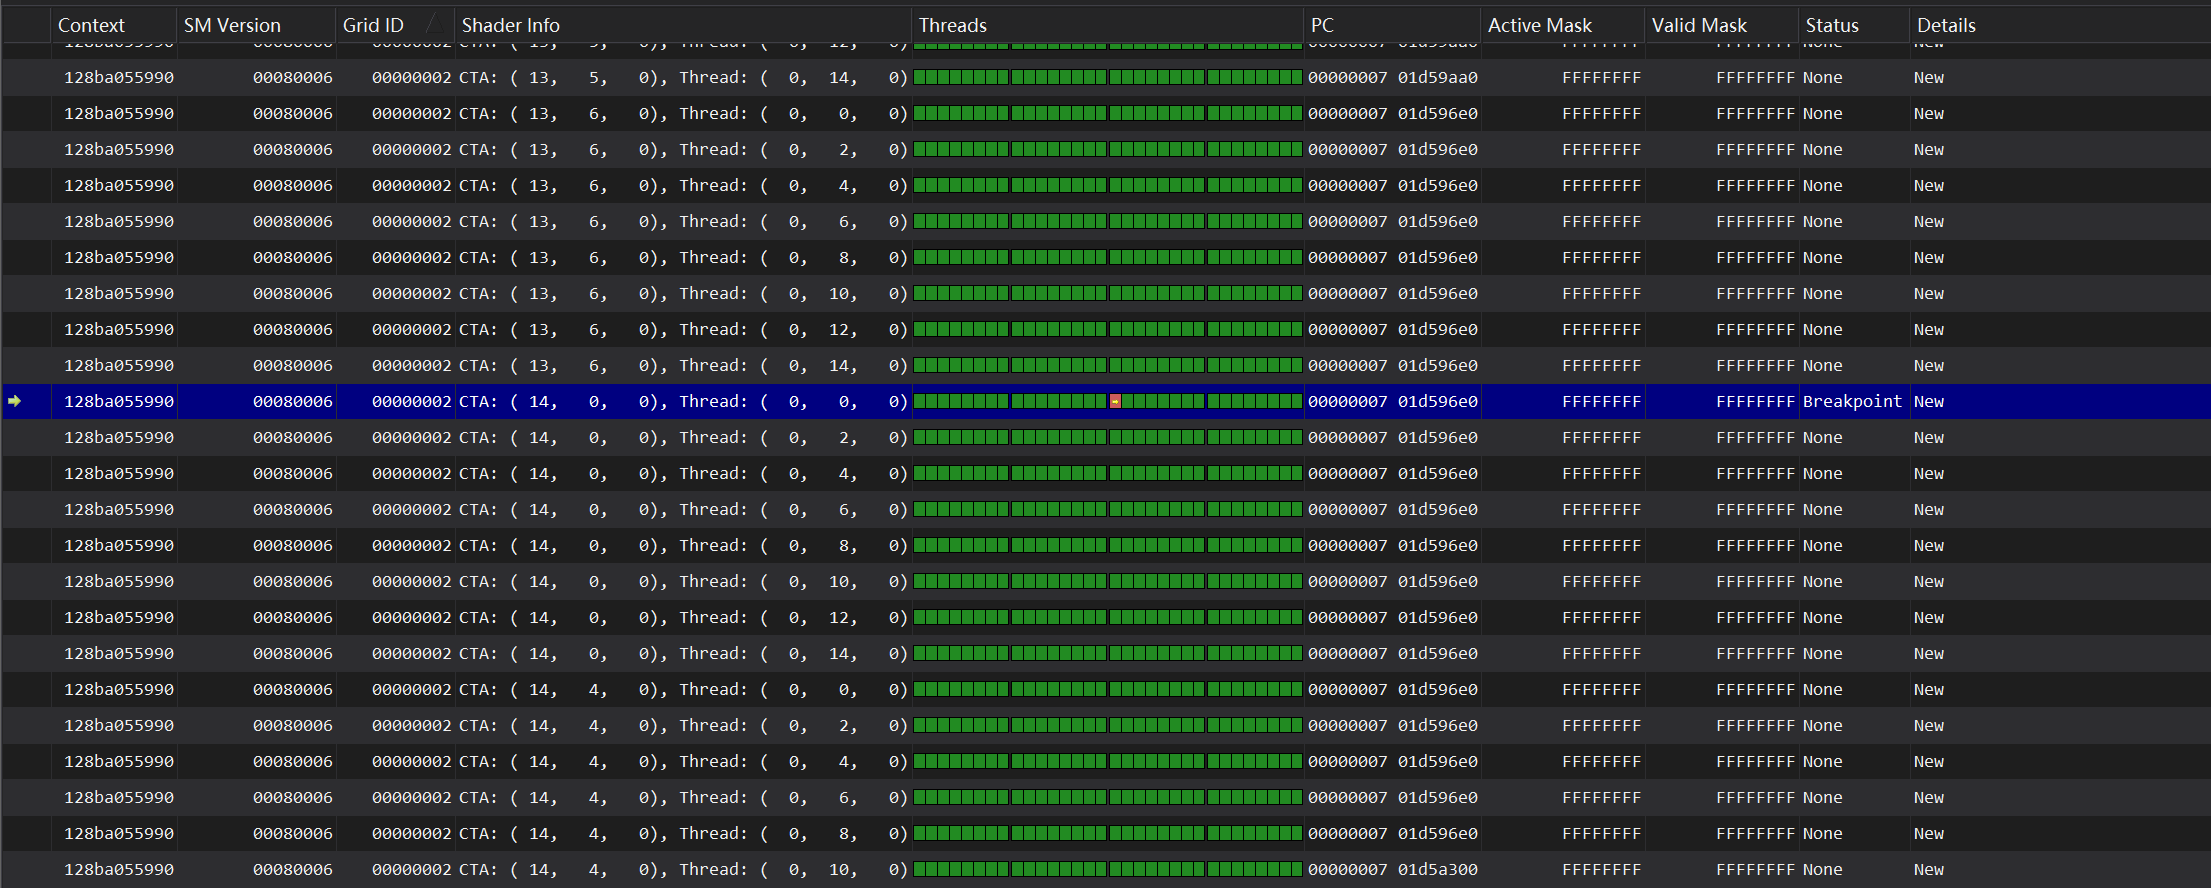 Context SM Version Grid ID Shader Info Threads PC Active Mask Valid Mask Status Details
128ba055990 00080006 00000002 CTA: ( 13, 5, 0), Thread: ( 0, 12, 0) 00000007 01d59aa0 FFFFFFFF FFFFFFFF None New
128ba055990 00080006 00000002 CTA: ( 13, 5, 0), Thread: ( 0, 14, 0) 00000007 01d59aa0 FFFFFFFF FFFFFFFF None New
128ba055990 00080006 00000002 CTA: ( 13, 6, 0), Thread: ( 0, 0, 0) 00000007 01d596e0 FFFFFFFF FFFFFFFF None New
128ba055990 00080006 00000002 CTA: ( 13, 6, 0), Thread: ( 0, 2, 0) 00000007 01d596e0 FFFFFFFF FFFFFFFF None New
128ba055990 00080006 00000002 CTA: ( 13, 6, 0), Thread: ( 0, 4, 0) 00000007 01d596e0 FFFFFFFF FFFFFFFF None New
128ba055990 00080006 00000002 CTA: ( 13, 6, 0), Thread: ( 0, 6, 0) 00000007 01d596e0 FFFFFFFF FFFFFFFF None New
128ba055990 00080006 00000002 CTA: ( 13, 6, 0), Thread: ( 0, 8, 0) 00000007 01d596e0 FFFFFFFF FFFFFFFF None New
128ba055990 00080006 00000002 CTA: ( 13, 6, 0), Thread: ( 0, 10, 0) 00000007 01d596e0 FFFFFFFF FFFFFFFF None New
128ba055990 00080006 00000002 CTA: ( 13, 6, 0), Thread: ( 0, 12, 0) 00000007 01d596e0 FFFFFFFF FFFFFFFF None New
128ba055990 00080006 00000002 CTA: ( 13, 6, 0), Thread: ( 0, 14, 0) 00000007 01d596e0 FFFFFFFF FFFFFFFF None New
128ba055990 00080006 00000002 CTA: ( 14, 0, 0), Thread: ( 0, 0, 0) 00000007 01d596e0 FFFFFFFF FFFFFFFF Breakpoint New
128ba055990 00080006 00000002 CTA: ( 14, 0, 0), Thread: ( 0, 2, 0) 00000007 01d596e0 FFFFFFFF FFFFFFFF None New
128ba055990 00080006 00000002 CTA: ( 14, 0, 0), Thread: ( 0, 4, 0) 00000007 01d596e0 FFFFFFFF FFFFFFFF None New
128ba055990 00080006 00000002 CTA: ( 14, 0, 0), Thread: ( 0, 6, 0) 00000007 01d596e0 FFFFFFFF FFFFFFFF None New
128ba055990 00080006 00000002 CTA: ( 14, 0, 0), Thread: ( 0, 8, 0) 00000007 01d596e0 FFFFFFFF FFFFFFFF None New
128ba055990 00080006 00000002 CTA: ( 14, 0, 0), Thread: ( 0, 10, 0) 00000007 01d596e0 FFFFFFFF FFFFFFFF None New
128ba055990 00080006 00000002 CTA: ( 14, 0, 0), Thread: ( 0, 12, 0) 00000007 01d596e0 FFFFFFFF FFFFFFFF None New
128ba055990 00080006 00000002 CTA: ( 14, 0, 0), Thread: ( 0, 14, 0) 00000007 01d596e0 FFFFFFFF FFFFFFFF None New
128ba055990 00080006 00000002 CTA: ( 14, 4, 0), Thread: ( 0, 0, 0) 00000007 01d596e0 FFFFFFFF FFFFFFFF None New
128ba055990 00080006 00000002 CTA: ( 14, 4, 0), Thread: ( 0, 2, 0) 00000007 01d596e0 FFFFFFFF FFFFFFFF None New
128ba055990 00080006 00000002 CTA: ( 14, 4, 0), Thread: ( 0, 4, 0) 00000007 01d596e0 FFFFFFFF FFFFFFFF None New
128ba055990 00080006 00000002 CTA: ( 14, 4, 0), Thread: ( 0, 6, 0) 00000007 01d596e0 FFFFFFFF FFFFFFFF None New
128ba055990 00080006 00000002 CTA: ( 14, 4, 0), Thread: ( 0, 8, 0) 00000007 01d596e0 FFFFFFFF FFFFFFFF None New
128ba055990 00080006 00000002 CTA: ( 14, 4, 0), Thread: ( 0, 10, 0) 00000007 01d5a300 FFFFFFFF FFFFFFFF None New